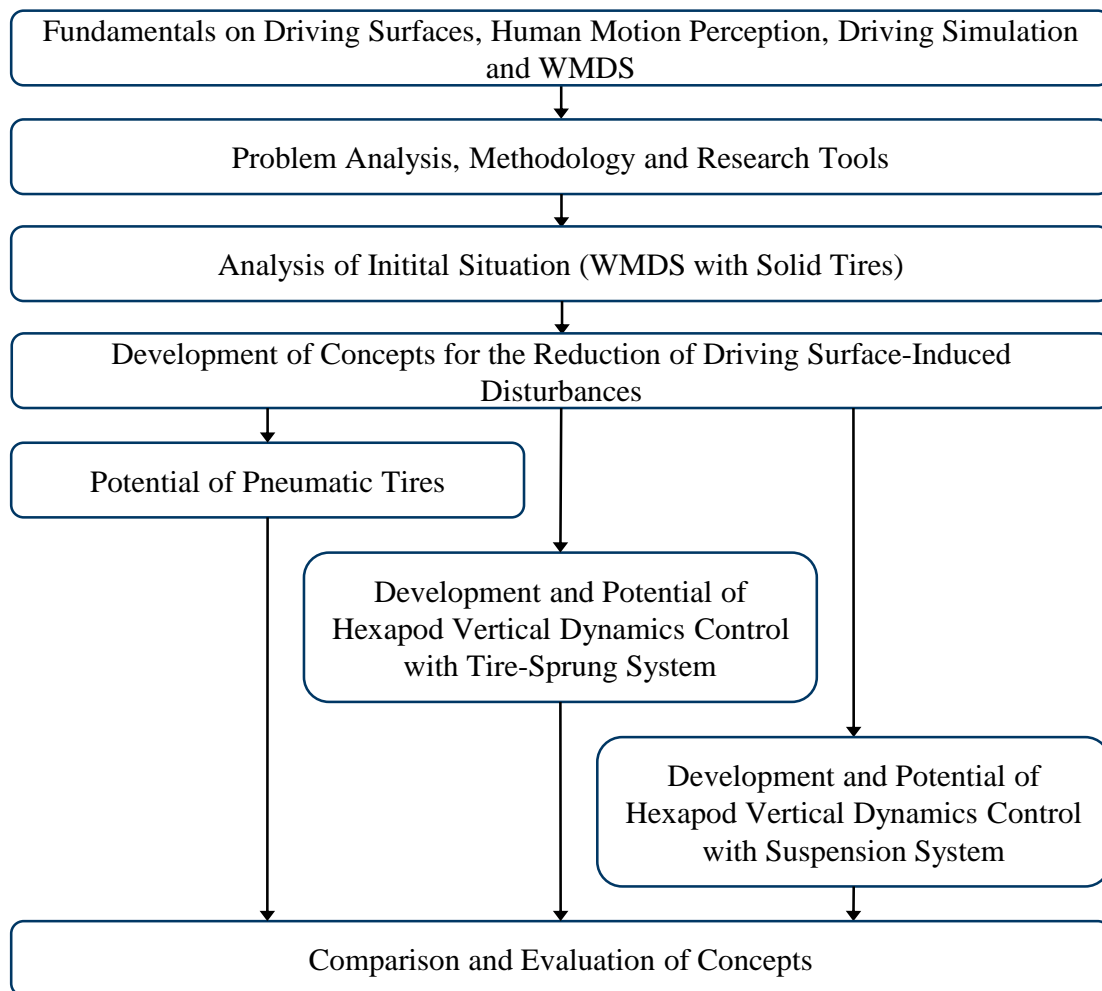 Fundamentals on Driving Surfaces, Human Motion Perception, Driving Simulation
and WMDS
Problem Analysis, Methodology and Research Tools
Analysis of Initital Situation (WMDS with Solid Tires)
Development of Concepts for the Reduction of Driving Surface-Induced
Disturbances
Potential of Pneumatic Tires
Development and Potential of
Hexapod Vertical Dynamics Control
with Tire-Sprung System
Development and Potential of
Hexapod Vertical Dynamics Control
with Suspension System
Comparison and Evaluation of Concepts